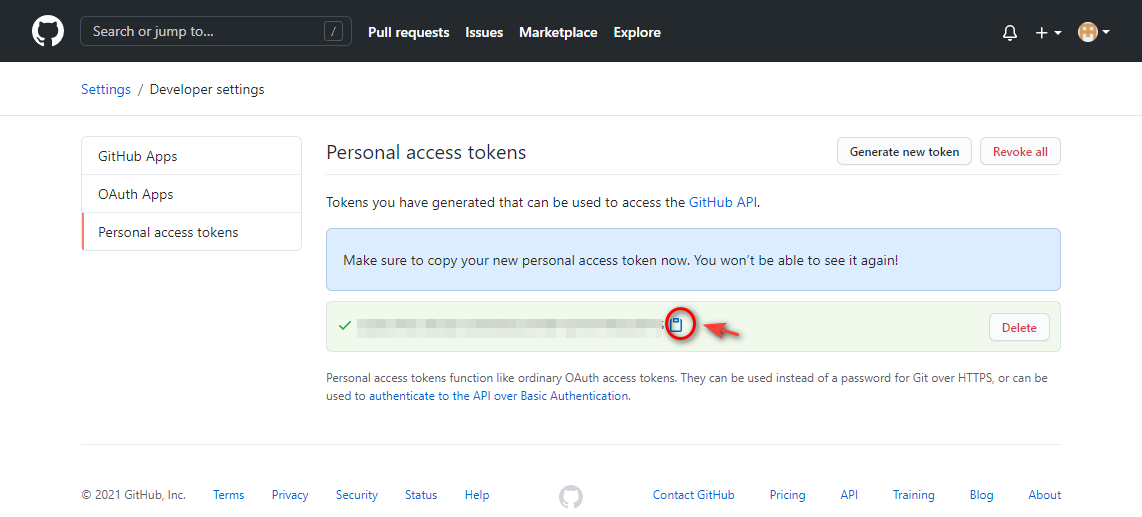 Search or jump to... /
Pull requests Issues Marketplace Explore
Settings / Developer settings
GitHub Apps
OAuth Apps
Personal access tokens
Personal access tokens
Generate new token Revoke all
Tokens you have generated that can be used to access the GitHub API.
Make sure to copy your new personal access token now. You won’t be able to see it again!
Delete
Personal access tokens function like ordinary OAuth access tokens. They can be used instead of a password for Git over HTTPS, or can be
used to authenticate to the API over Basic Authentication.
© 2021 GitHub, Inc. Terms Privacy Security Status Help Contact GitHub Pricing API Training Blog About